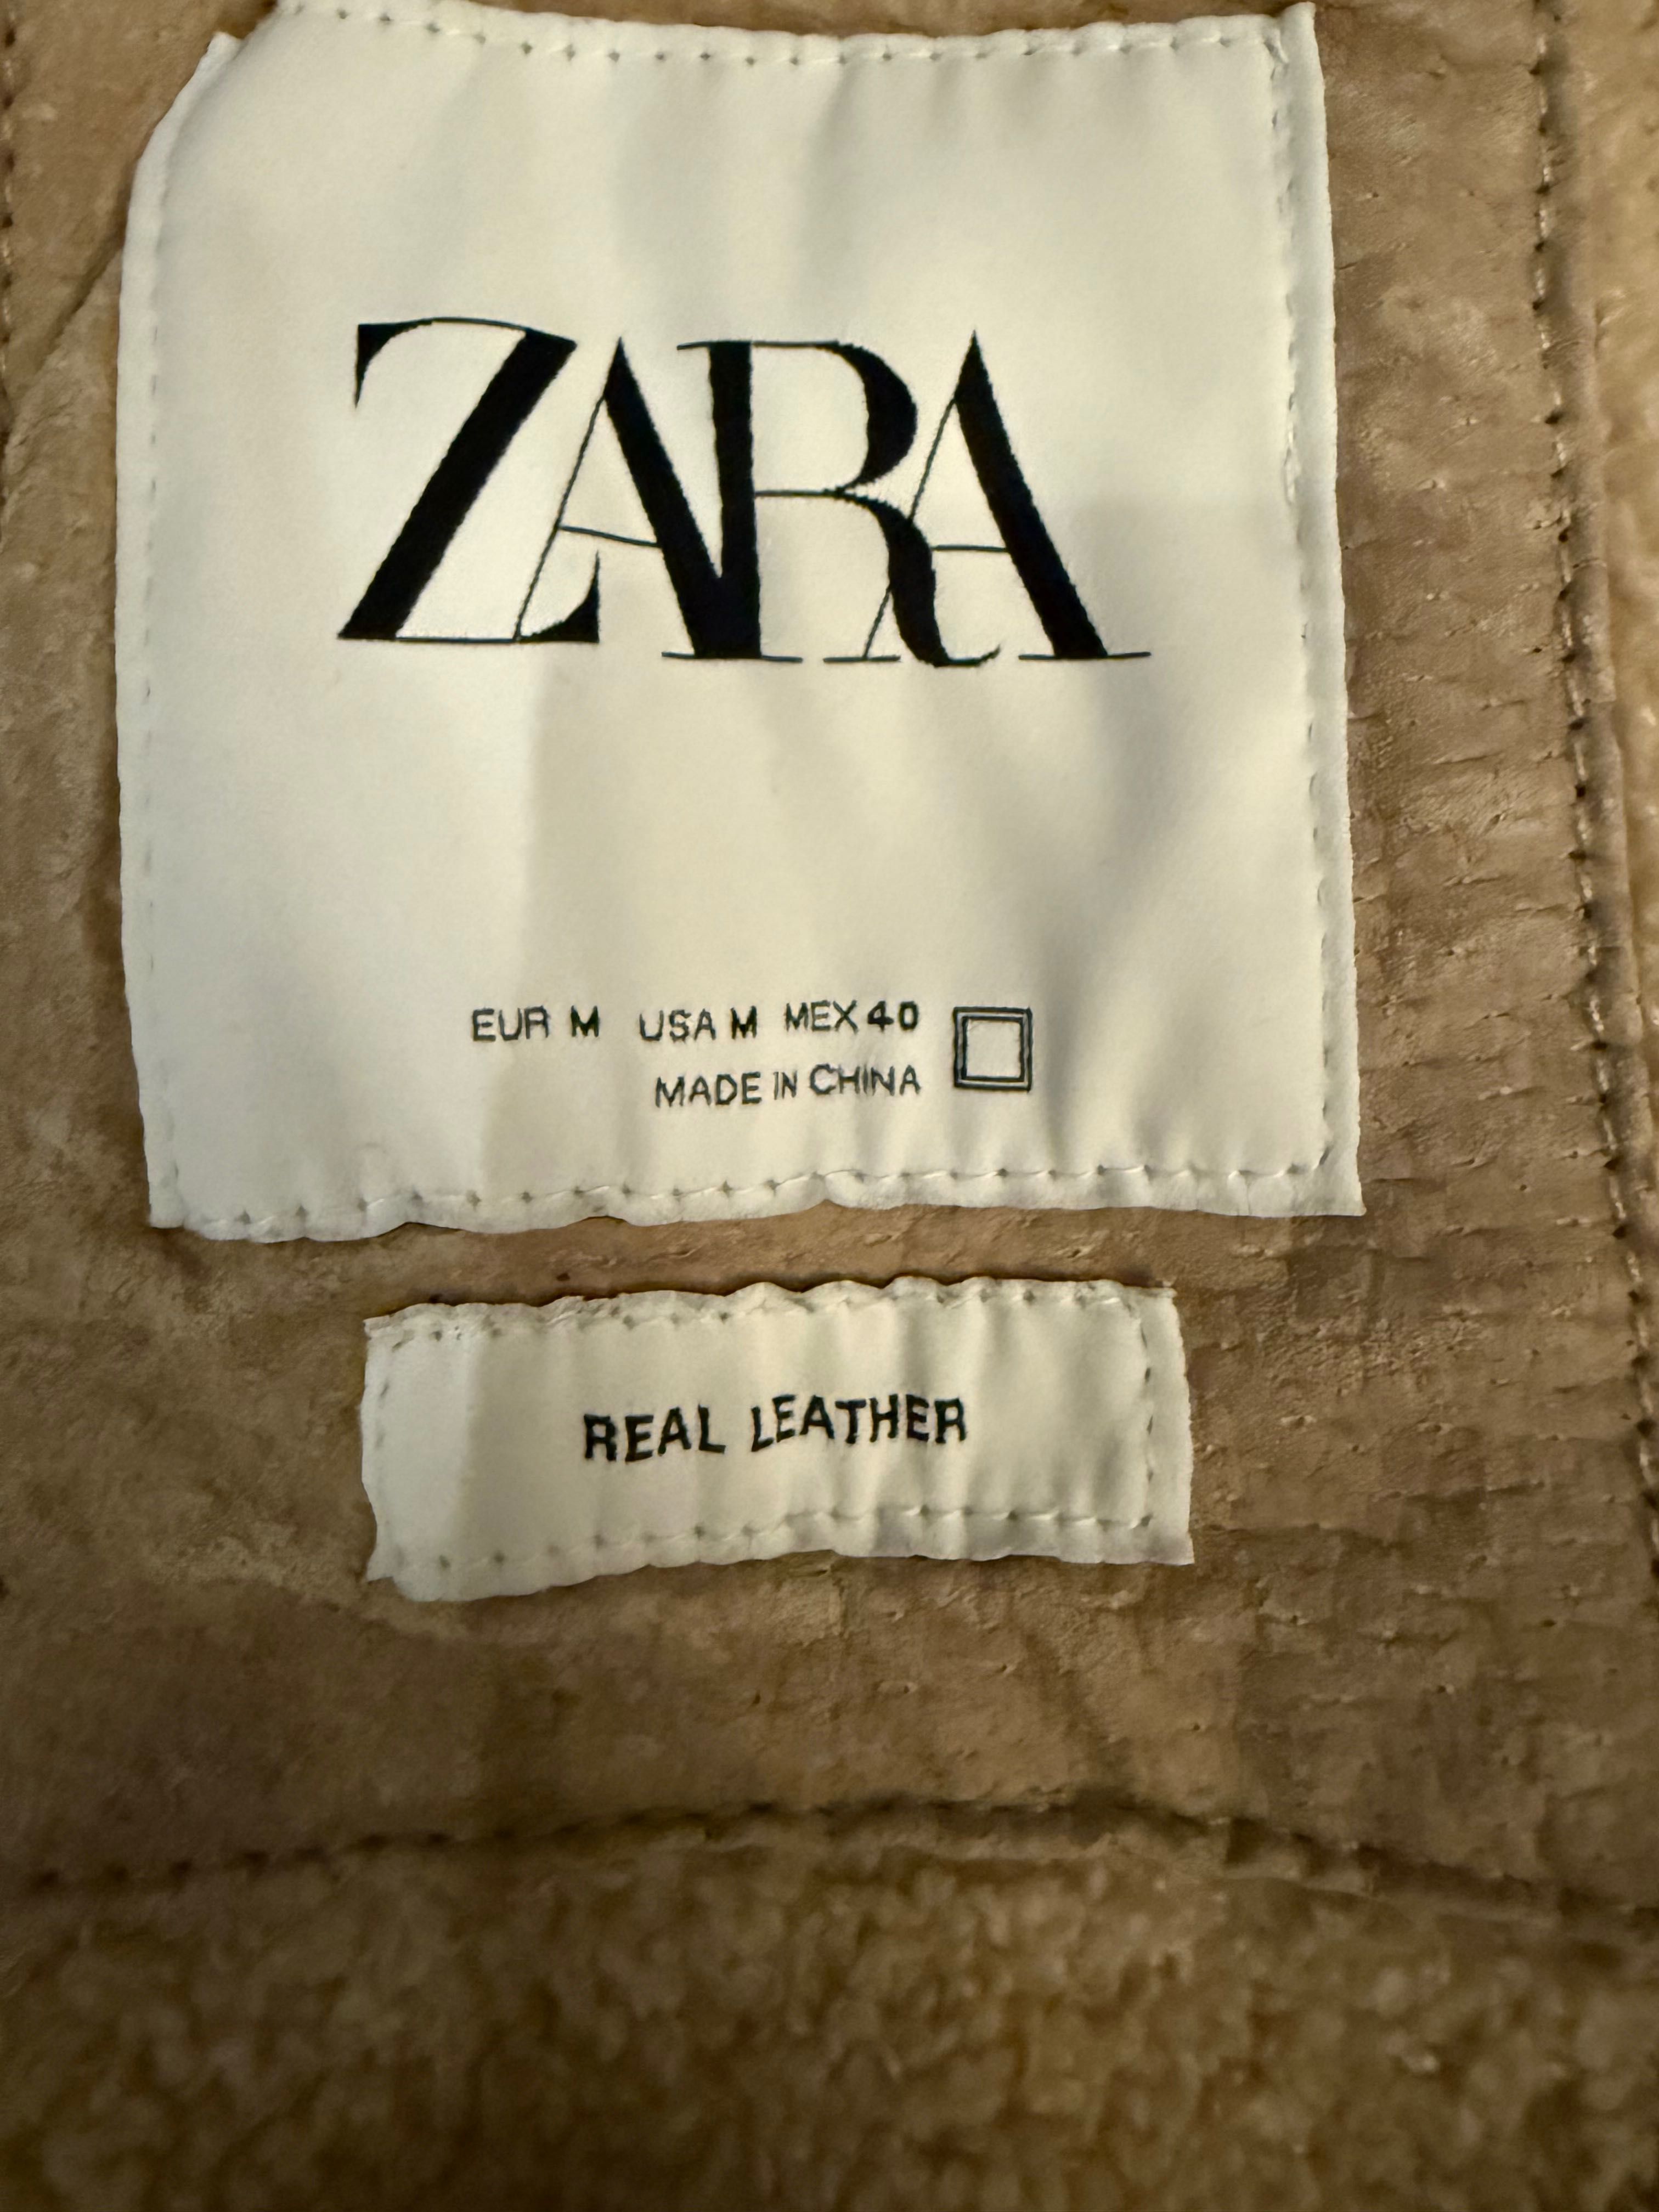 ZARA
EUR M USA M MEX 40
MADE IN CHINA
REAL LEATHER